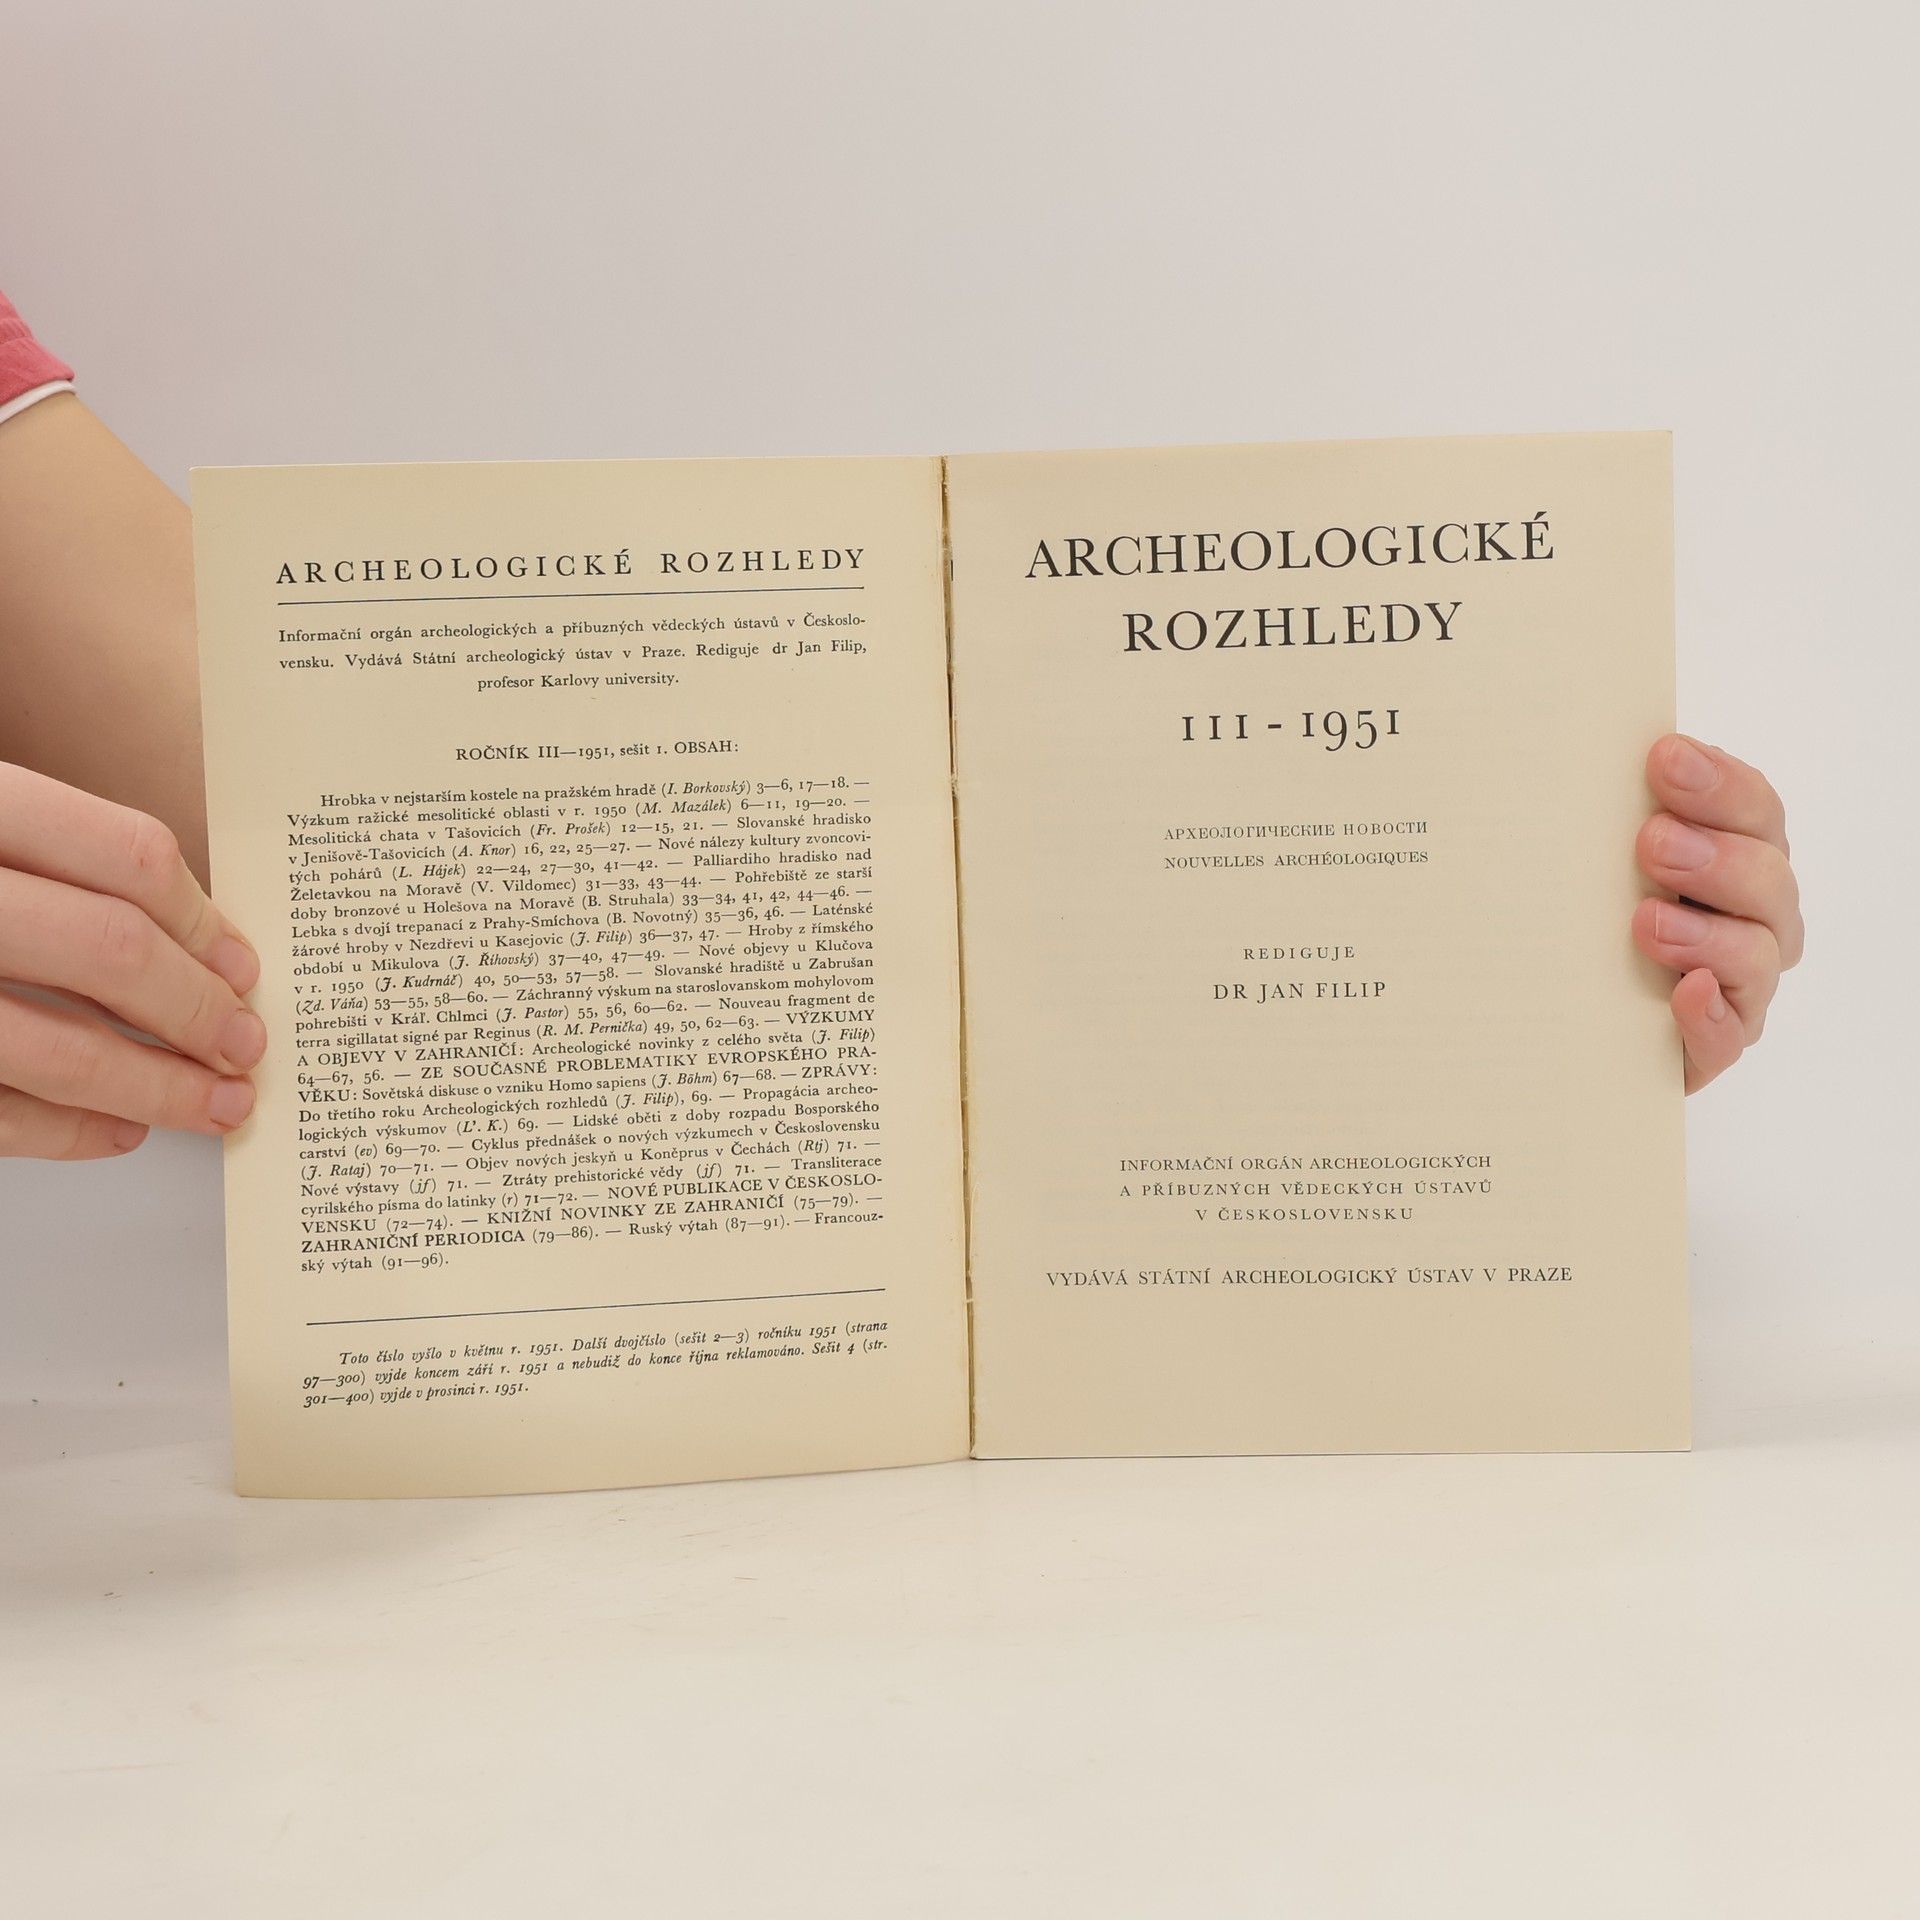 ARCHEOLOGICKÉ ROZHLEDY
Informační orgán archeologických a příbuzných vědeckých ústavů v Českoslo-
vensku. Vydává Státní archeologický ústav v Praze. Rediguje dr Jan Filip,
profesor Karlovy university.
ROČNÍK III—1951, sešit 1. OBSAH:
Hrobka v nejstarším kostele na pražském hradě (I. Borkovský) 3—6, 17—18. —
Výzkum ražické mesolitické oblasti v r. 1950 (M. Mazálek) 6—11, 19—20. —
Mesolitická chata v Tašovicích (Fr. Prošek) 12—15, 21. — Slovanské hradisko
v Jenišově-Tašovicích (A. Knor) 16, 22, 25—27. — Nové nálezy kultury zvoncovi-
tých pohárů (L. Hájek) 22—24, 27—30, 41—42. — Palliardiho hradisko nad
Želetavkou na Moravě (V. Vildomec) 31—33, 43—44. — Pohřebiště ze starší
doby bronzové u Holešova na Moravě (B. Struhala) 33—34, 41, 42, 44—46. —
Lebka s dvojí trepanací z Prahy-Smíchova (B. Novotný) 35—36, 46. — Laténské
žárové hroby v Nezdřevi u Kasejovic (J. Filip) 36—37, 47. — Hroby z římského
období u Mikulova (J. Říhovský) 37—40, 47—49. — Nové objevy u Klučova
v r. 1950 (J. Kudrnáč) 40, 50—53, 57—58. — Slovanské hradiště u Zabrušan
(Zd. Váňa) 53—55, 58—60. — Záchranný výskum na staroslovanskom mohylovom
pohrebišti v Kráľ. Chlmci (J. Pastor) 55, 56, 60—62. — Nouveau fragment de
terra sigillatat signé par Reginus (R. M. Pernička) 49, 50, 62—63. — VÝZKUMY
A OBJEVY V ZAHRANIČÍ: Archeologické novinky z celého světa (J. Filip)
64—67, 56. — ZE SOUČASNÉ PROBLEMATIKY EVROPSKÉHO PRA-
VĚKU: Sovětská diskuse o vzniku Homo sapiens (J. Böhm) 67—68. — ZPRÁVY:
Do třetího roku Archeologických rozhledů (J. Filip), 69. — Propagácia archeo-
logických výskumov (Ľ. K.) 69. — Lidské oběti z doby rozpadu Bosporského
carství (ev) 69—70. — Cyklus přednášek o nových výzkumech v Československu
(J. Rataj) 70—71. — Objev nových jeskyň u Koněprus v Čechách (Rtj) 71. —
Nové výstavy (jf) 71. — Ztráty prehistorické vědy (jf) 71. — Transliterace
cyrilského písma do latinky (r) 71—72. — NOVÉ PUBLIKACE V ČESKOSLO-
VENSKU (72—74). — KNIŽNÍ NOVINKY ZE ZAHRANIČÍ (75—79). —
ZAHRANIČNÍ PERIODICA (79—86). — Ruský výtah (87—91). — Francouz-
ský výtah (91—96).
Toto číslo vyšlo v květnu r. 1951. Další dvojčíslo (sešit 2—3) ročníku 1951 (strana
97—300) vyjde koncem září r. 1951 a nebudiž do konce října reklamováno. Sešit 4 (str.
301—400) vyjde v prosinci r. 1951.
ARCHEOLOGICKÉ
ROZHLEDY
III - 1951
АРХЕОЛОГИЧЕСКИЕ НОВОСТИ
NOUVELLES ARCHÉOLOGIQUES
REDIGUJE
DR JAN FILIP
INFORMAČNÍ ORGÁN ARCHEOLOGICKÝCH
A PŘÍBUZNÝCH VĚDECKÝCH ÚSTAVŮ
V ČESKOSLOVENSKU
VYDÁVÁ STÁTNÍ ARCHEOLOGICKÝ ÚSTAV V PRAZE